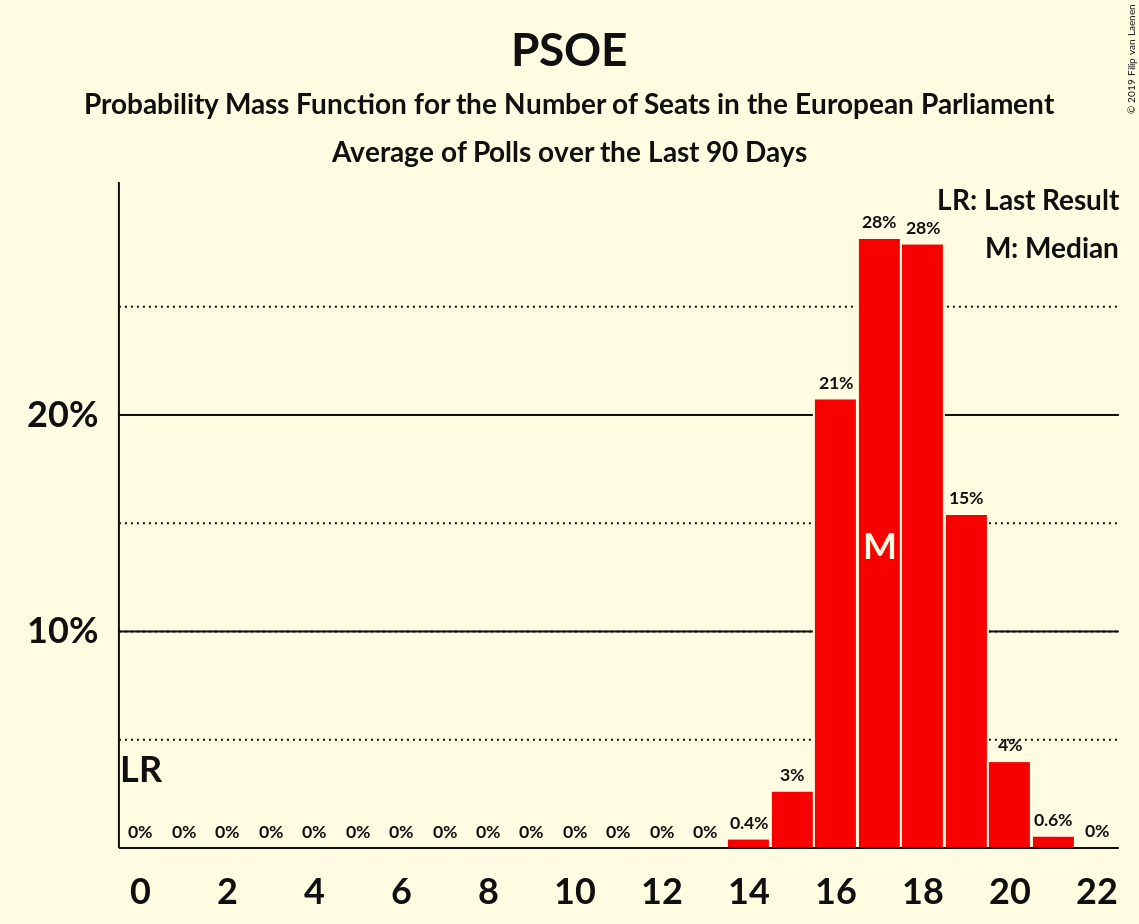 PSOE
Probability Mass Function for the Number of Seats in the European Parliament
Average of Polls over the Last 90 Days
© 2019 Filip van Laenen
LR: Last Result
M: Median
28%
28%
21%
20%
15%
M
10%
4%
LR
3%
0% 0% 0% 0% 0% 0% 0% 0% 0% 0% 0% 0% 0% 0% 0.4% 0.6% 0%
0 2 4 6 8 10 12 14 16 18 20 22